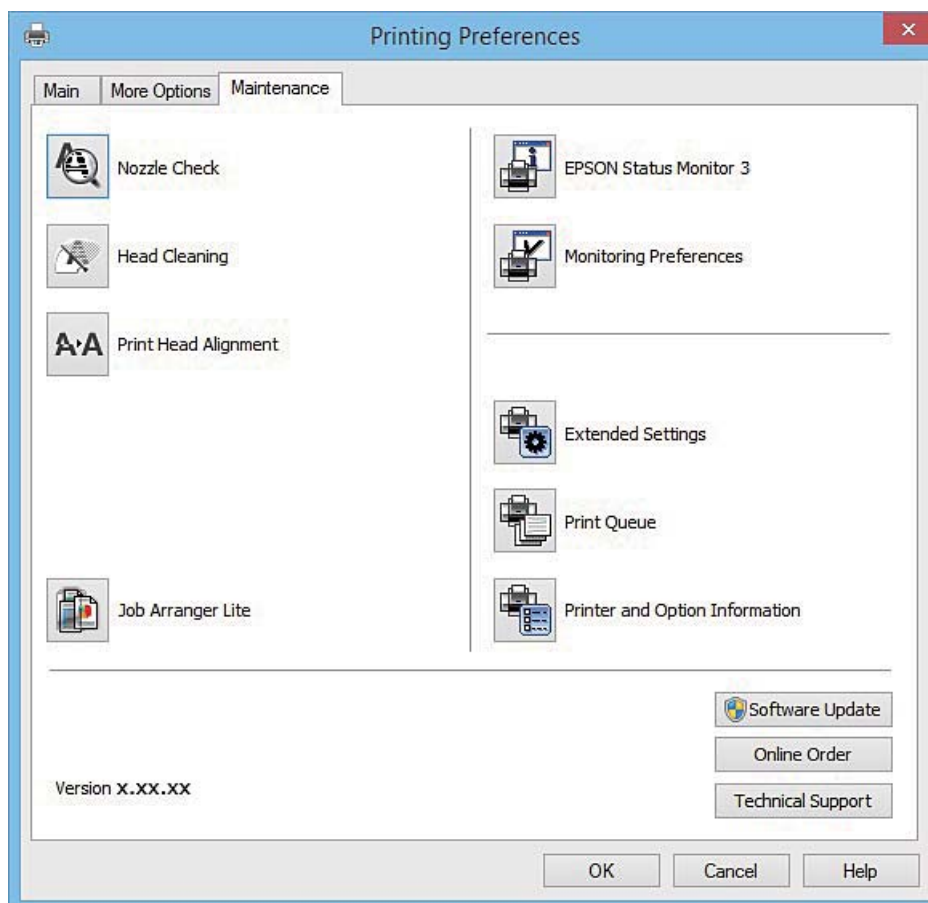 Printing Preferences
Main
More Options
Maintenance
Nozzle Check
Head Cleaning
Print Head Alignment
Job Arranger Lite
EPSON Status Monitor 3
Monitoring Preferences
Extended Settings
Print Queue
Printer and Option Information
Software Update
Online Order
Technical Support
Version x.xx.xx
OK
Cancel
Help